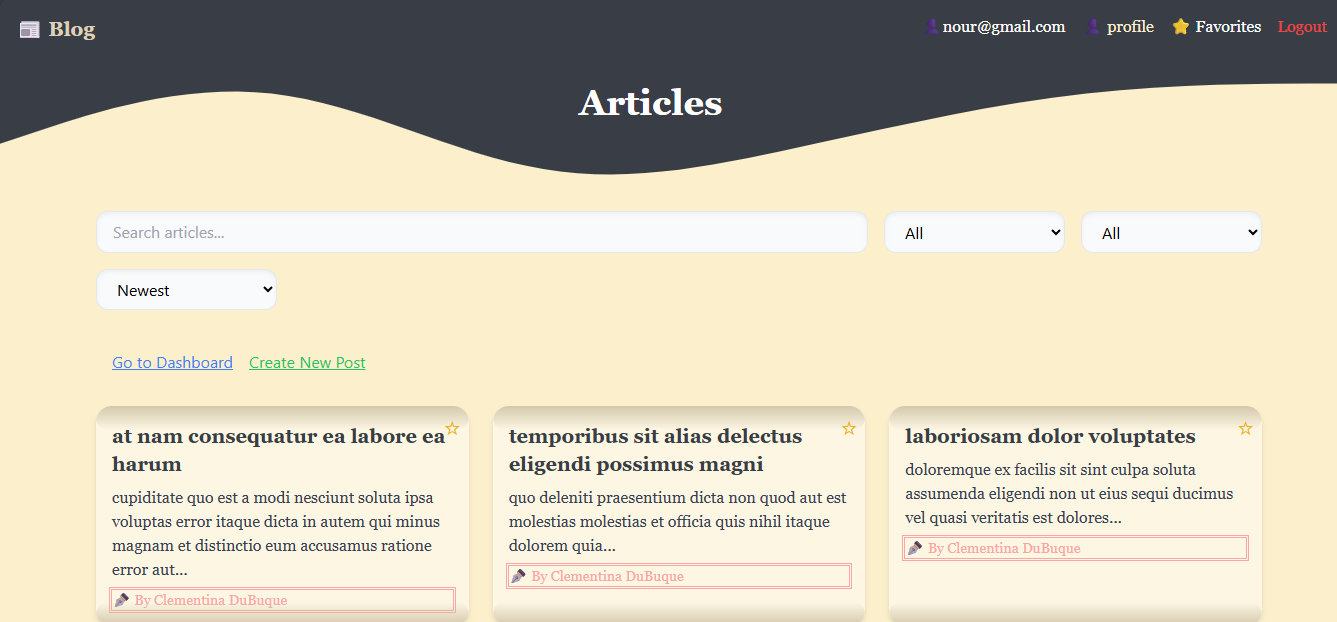 Blog
nour@gmail.com profile Favorites Logout
Articles
Search articles... All All
Newest
Go to Dashboard Create New Post
at nam consequatur ea labore ea
harum
cupiditate quo est a modi nesciunt soluta ipsa
voluptas error itaque dicta in autem qui minus
magnam et distinctio eum accusamus ratione
error aut...
By Clementina DuBuque
temporibus sit alias delectus
eligendi possimus magni
quo deleniti praesentium dicta non quod aut est
molestias molestias et officia quis nihil itaque
dolorem quia...
By Clementina DuBuque
laboriosam dolor voluptates
doloremque ex facilis sit sint culpa soluta
assumenda eligendi non ut eius sequi ducimus
vel quasi veritatis est dolores...
By Clementina DuBuque